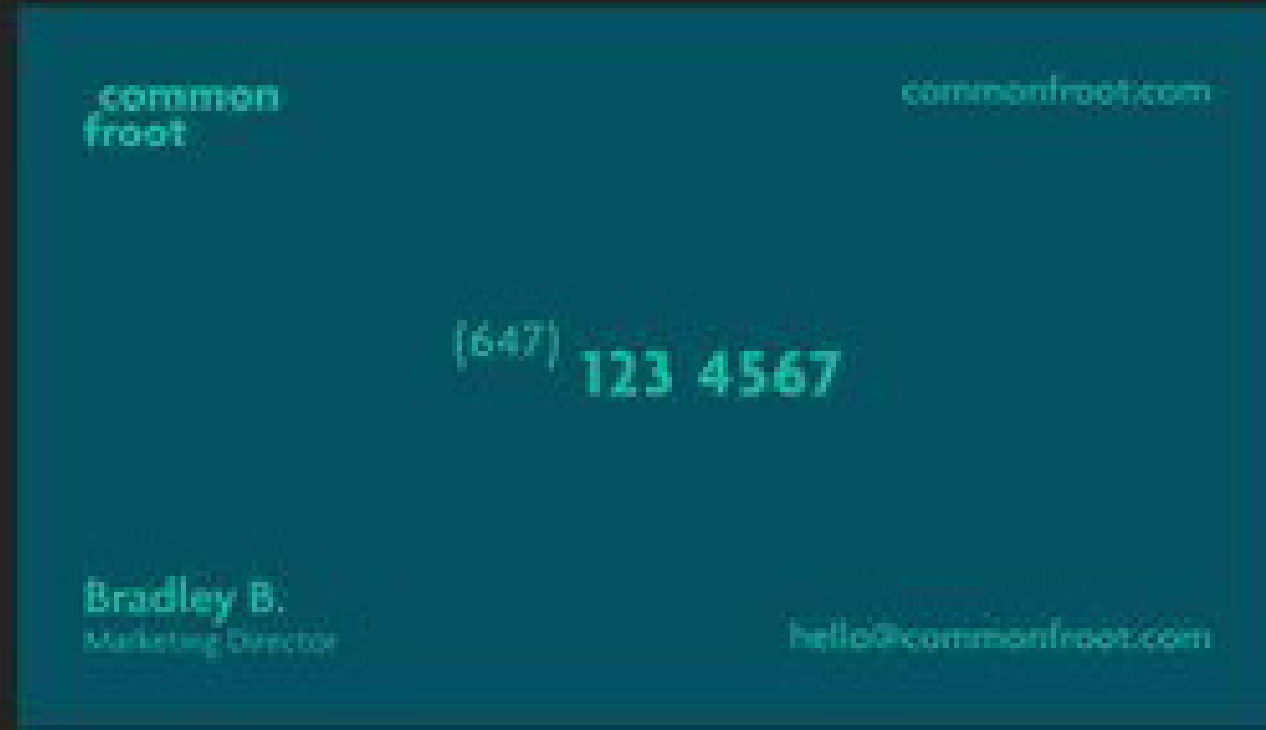 common
froot
commonfroot.com
(647) 123 4567
Bradley B.
Marketing Director
hello@commonfroot.com